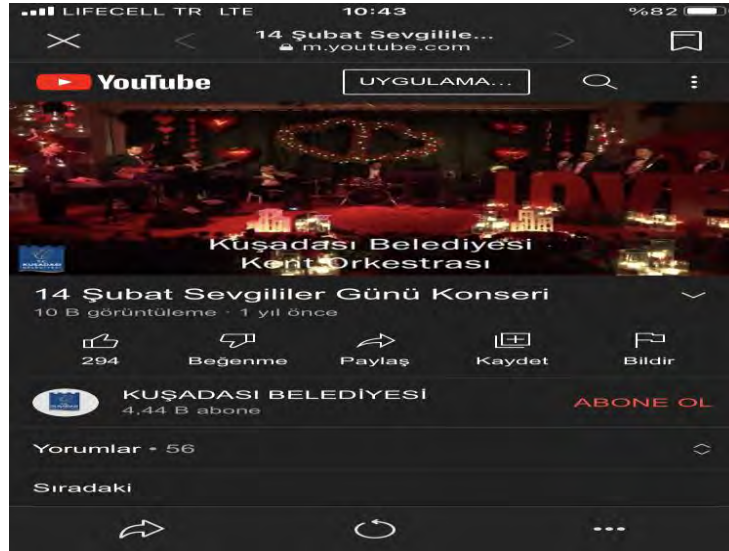 LIFECELL TR LTE 10:43 %82
14 Şubat Sevgilile...
m.youtube.com
YouTube UYGULAMA...
LOVE
Kuşadası Belediyesi
Kent Orkestrası
14 Şubat Sevgililer Günü Konseri
10 B görüntüleme · 1 yıl önce
294 Beğenme Paylaş Kaydet Bildir
KUŞADASI BELEDİYESİ
4,44 B abone
ABONE OL
Yorumlar • 56
Sıradaki